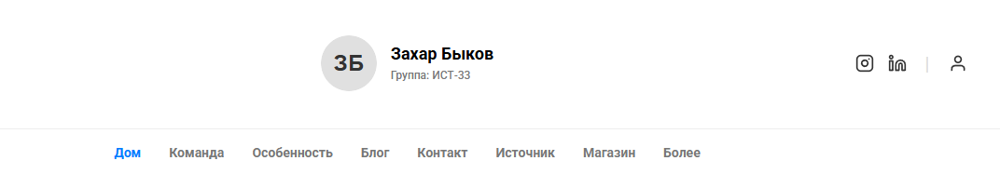 ЗБ
Захар Быков
Группа: ИСТ-33
Дом Команда Особенность Блог Контакт Источник Магазин Более